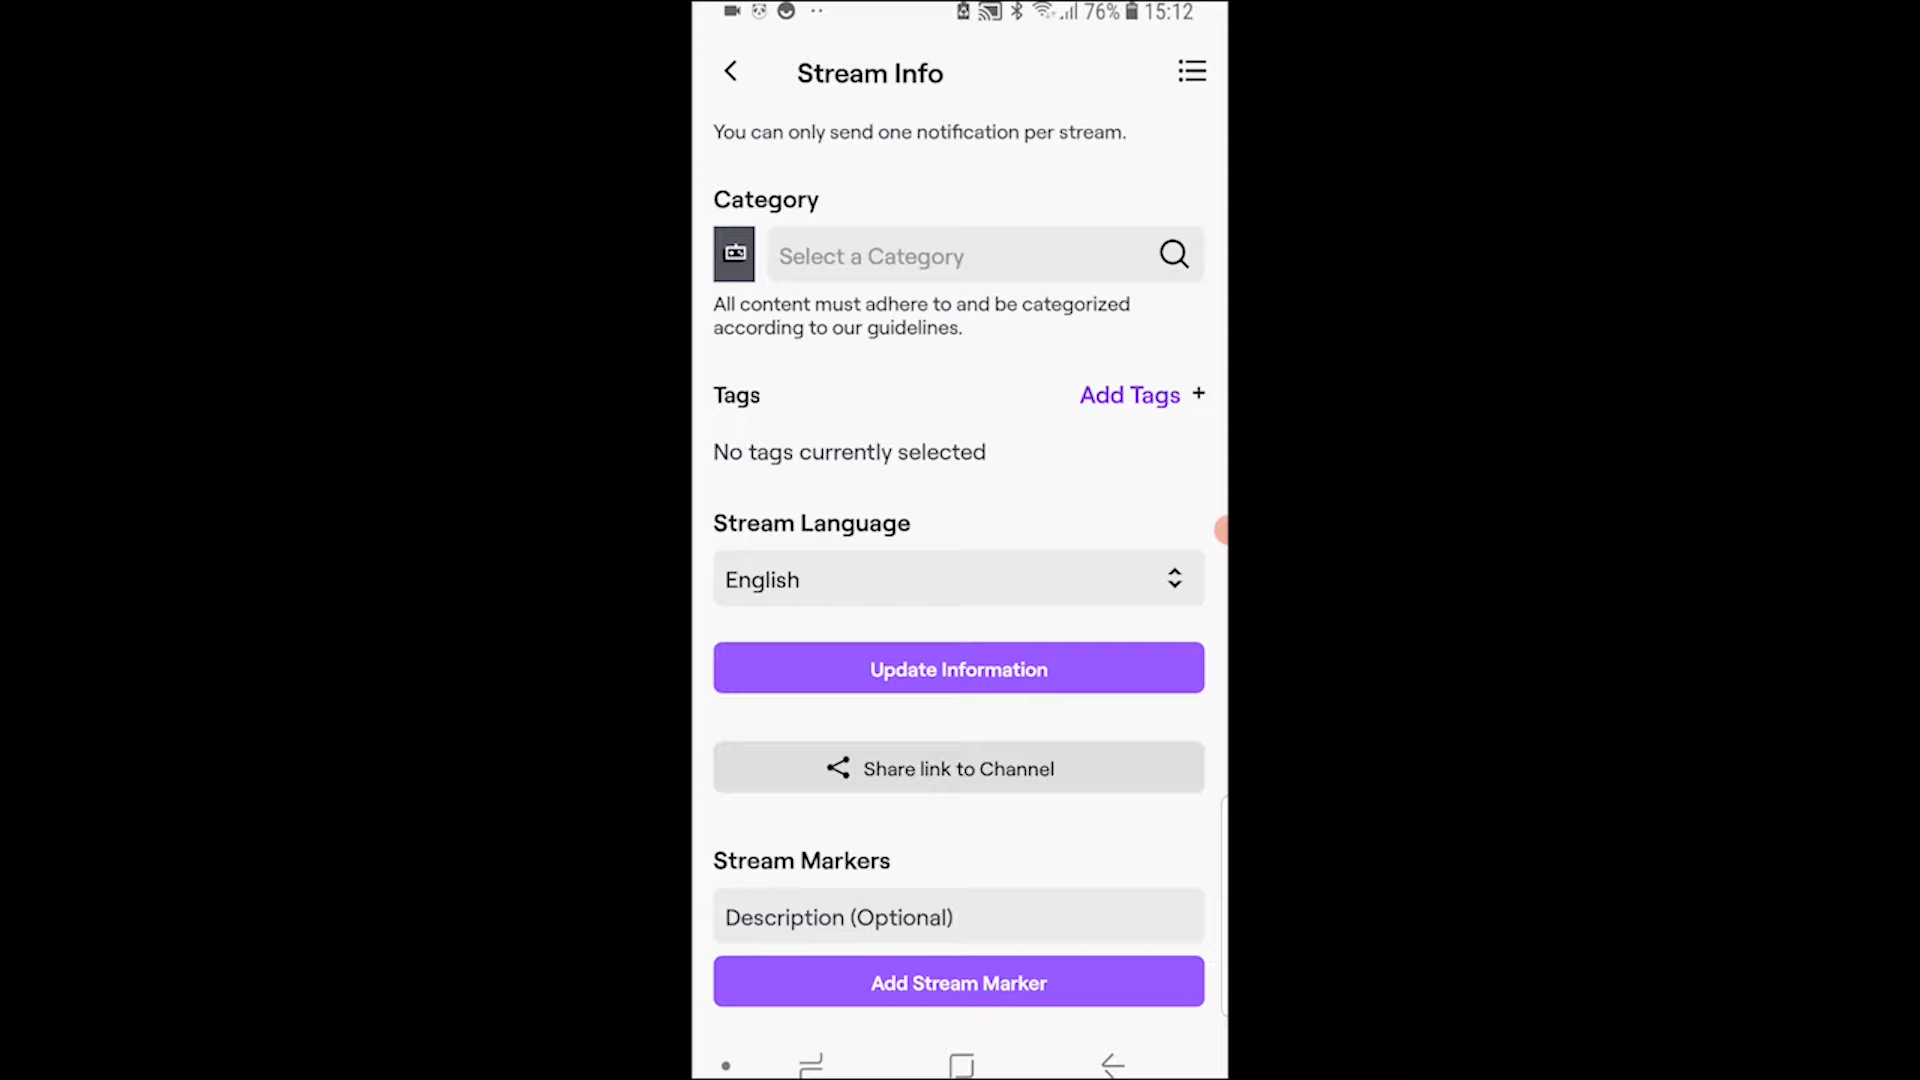 76% 15:12
Stream Info
You can only send one notification per stream.
Category
Select a Category
All content must adhere to and be categorized
according to our guidelines.
Tags
Add Tags +
No tags currently selected
Stream Language
English
Update Information
Share link to Channel
Stream Markers
Description (Optional)
Add Stream Marker